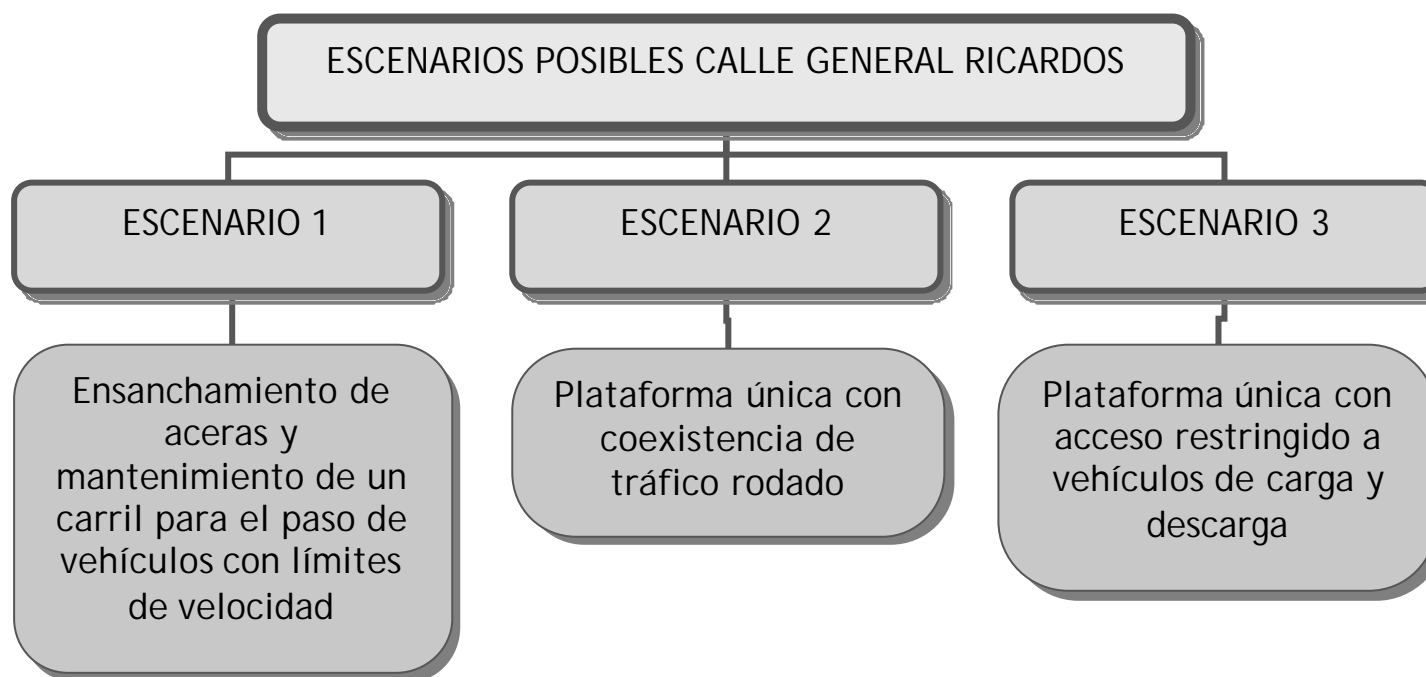 ESCENARIOS POSIBLES CALLE GENERAL RICARDOS
ESCENARIO 1
ESCENARIO 2
ESCENARIO 3
Ensanchamiento de
aceras y
mantenimiento de un
carril para el paso de
vehículos con límites
de velocidad
Plataforma única con
coexistencia de
tráfico rodado
Plataforma única con
acceso restringido a
vehículos de carga y
descarga